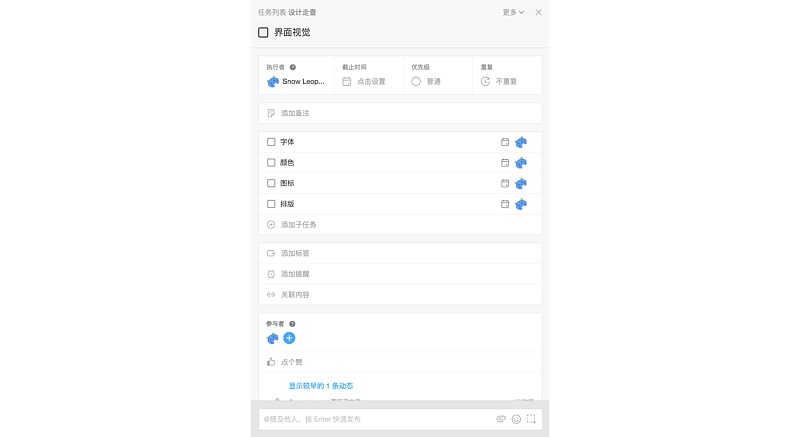 任务列表 设计走查
更多
界面视觉
执行者
截止时间
优先级
重复
Snow Leop...
点击设置
普通
不重复
添加备注
字体
颜色
图标
排版
添加子任务
添加标签
添加提醒
关联内容
参与者
点个赞
显示较早的 1 条动态
@提及他人，按 Enter 快速发布